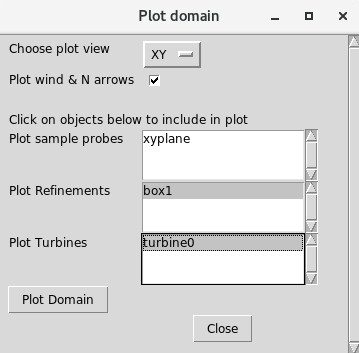 Plot domain
Choose plot view XY
Plot wind & N arrows
Click on objects below to include in plot
Plot sample probes xyplane
Plot Refinements box1
Plot Turbines turbine0
Plot Domain
Close